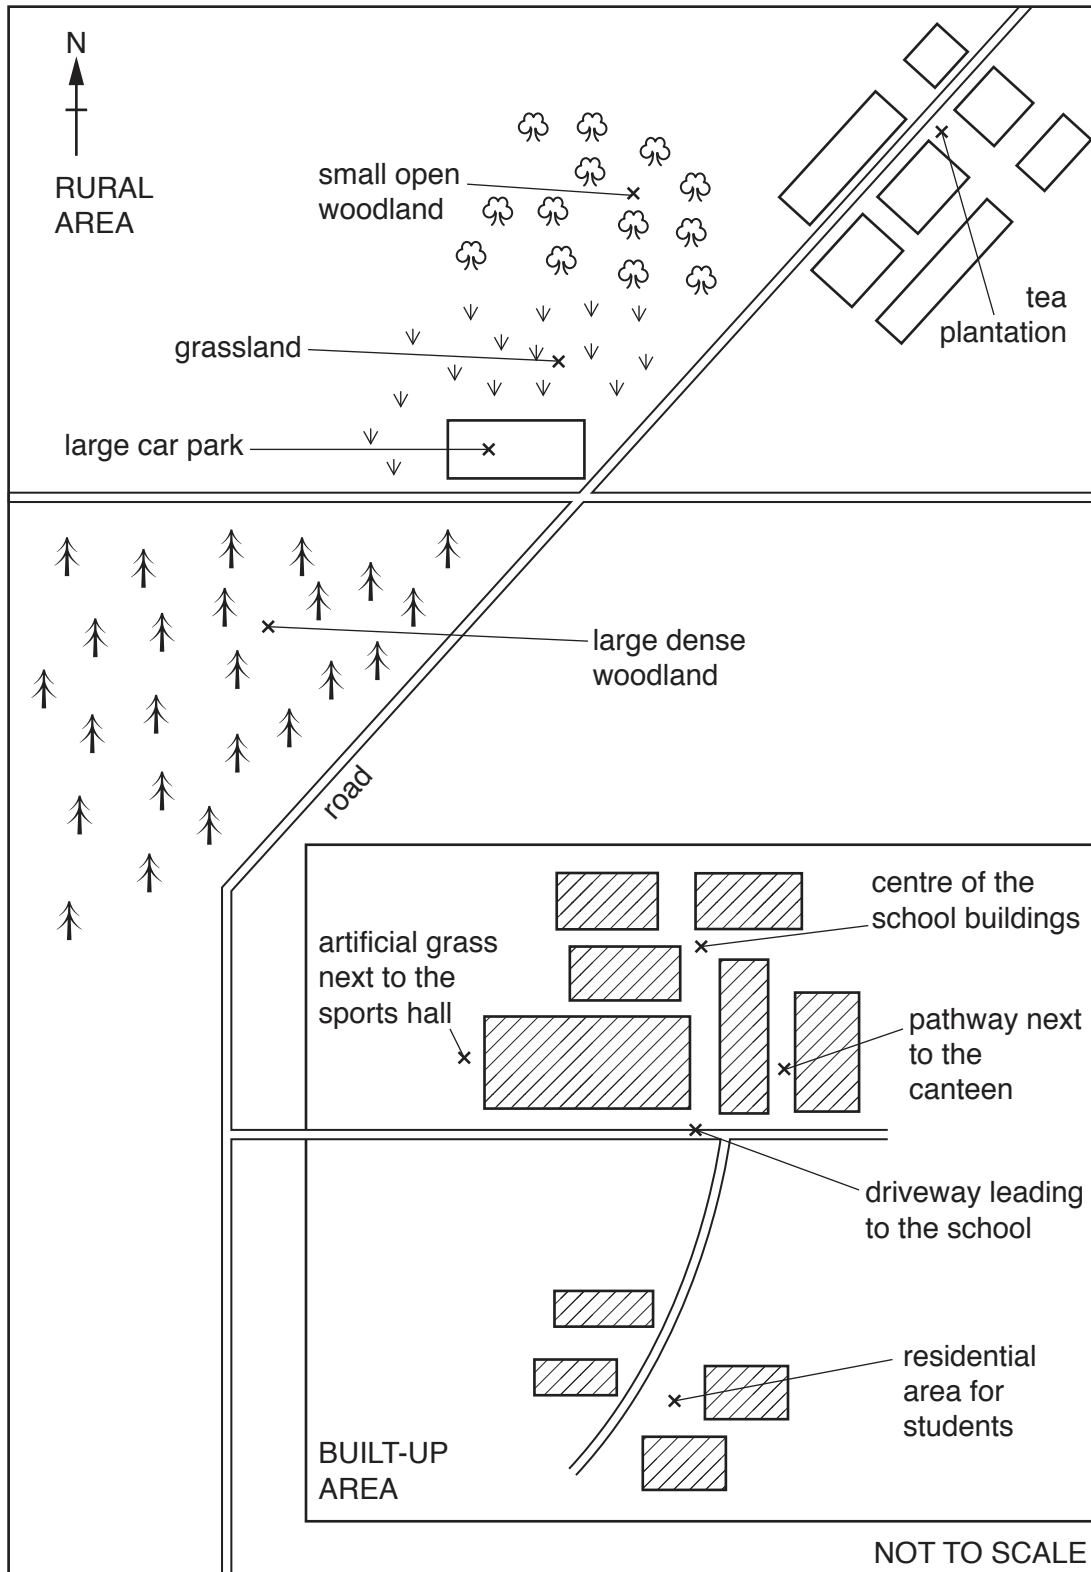 N
RURAL
AREA
small open
woodland
tea
plantation
grassland
large car park
large dense
woodland
road
centre of the
school buildings
artificial grass
next to the
sports hall
pathway next
to the
canteen
driveway leading
to the school
residential
area for
students
BUILT-UP
AREA
NOT TO SCALE